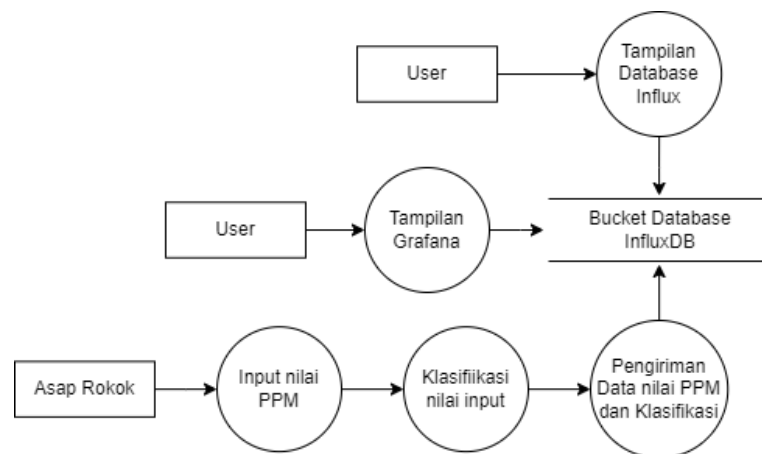 User
Tampilan
Database
Influx
User
Tampilan
Grafana
Bucket Database
InfluxDB
Asap Rokok
Input nilai
PPM
Klasifiikasi
nilai input
Pengiriman
Data nilai PPM
dan Klasifikasi